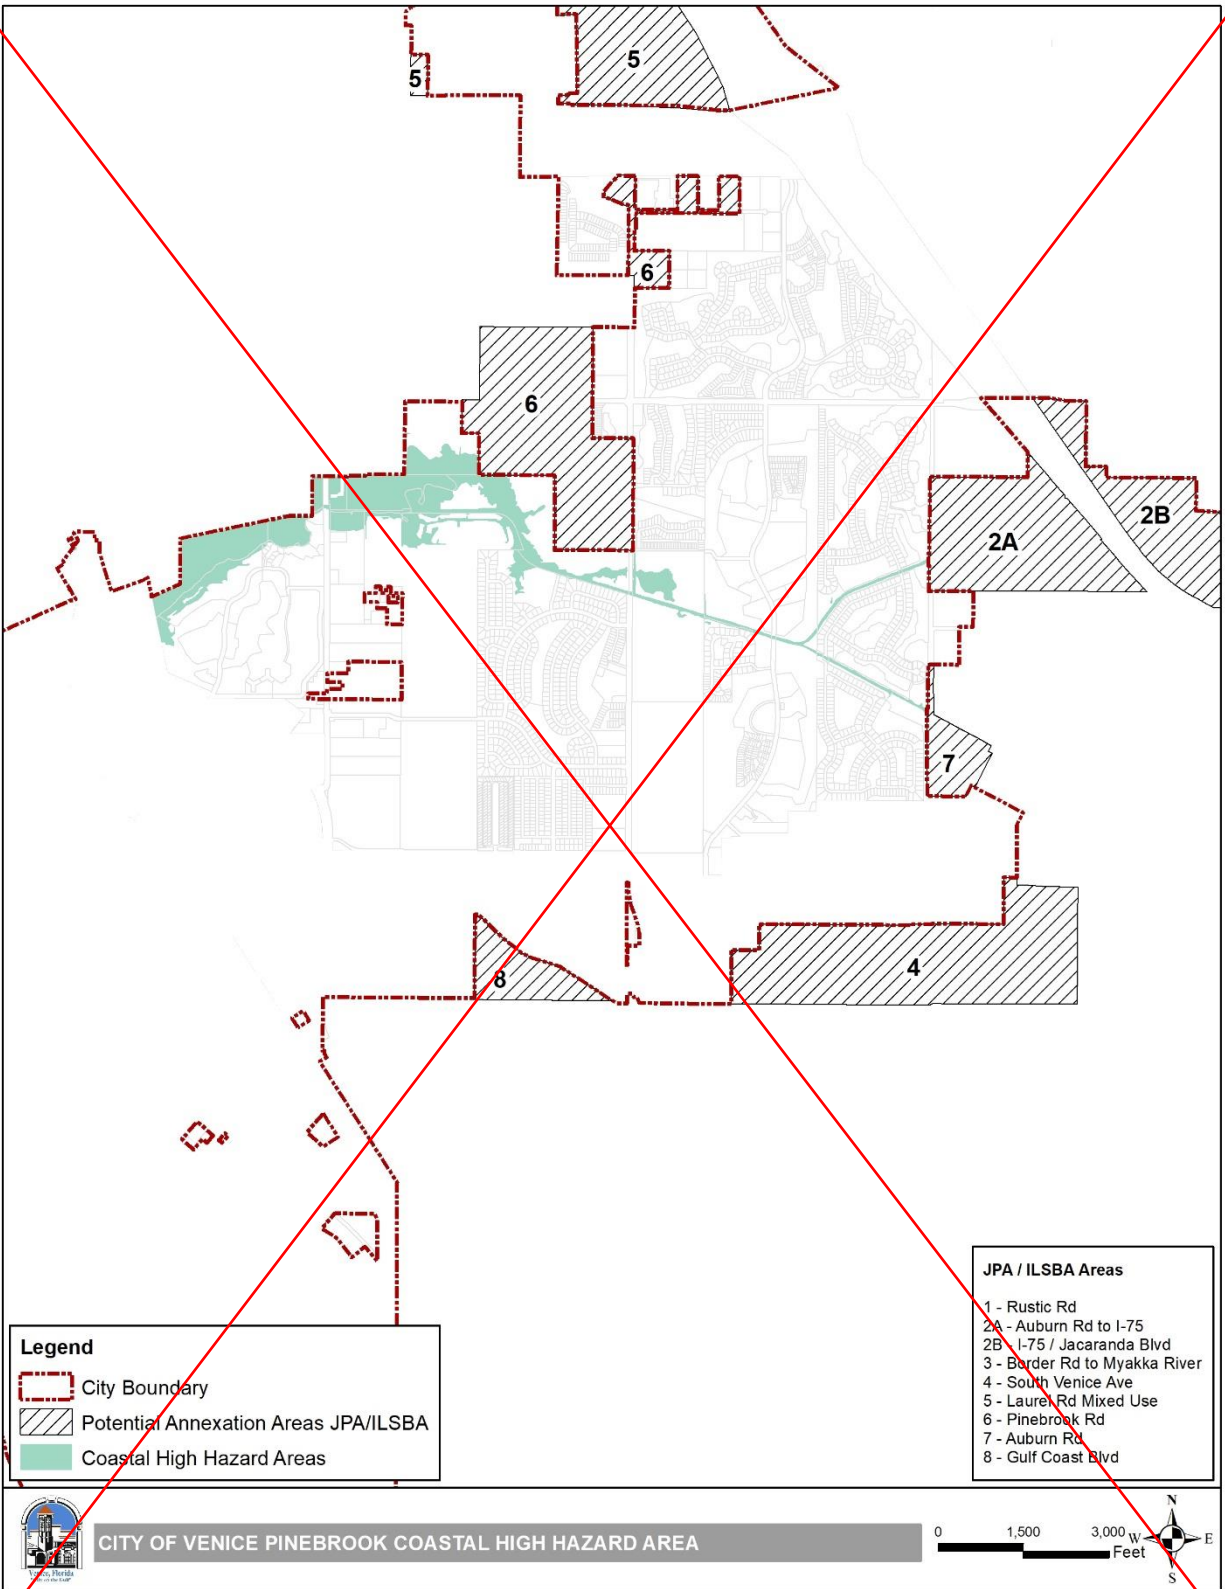 5
5
6
6
2B
2A
7
8
4
JPA / ILSBA Areas
1 - Rustic Rd
2A - Auburn Rd to I-75
2B - I-75 / Jacaranda Blvd
3 - Border Rd to Myakka River
4 - South Venice Ave
5 - Laurel Rd Mixed Use
6 - Pinebrook Rd
7 - Auburn Rd
8 - Gulf Coast Blvd
Legend
City Boundary
Potential Annexation Areas JPA/ILSBA
Coastal High Hazard Areas
Venice, Florida
CITY OF VENICE PINEBROOK COASTAL HIGH HAZARD AREA
0 1,500 3,000
Feet
N
W E
S